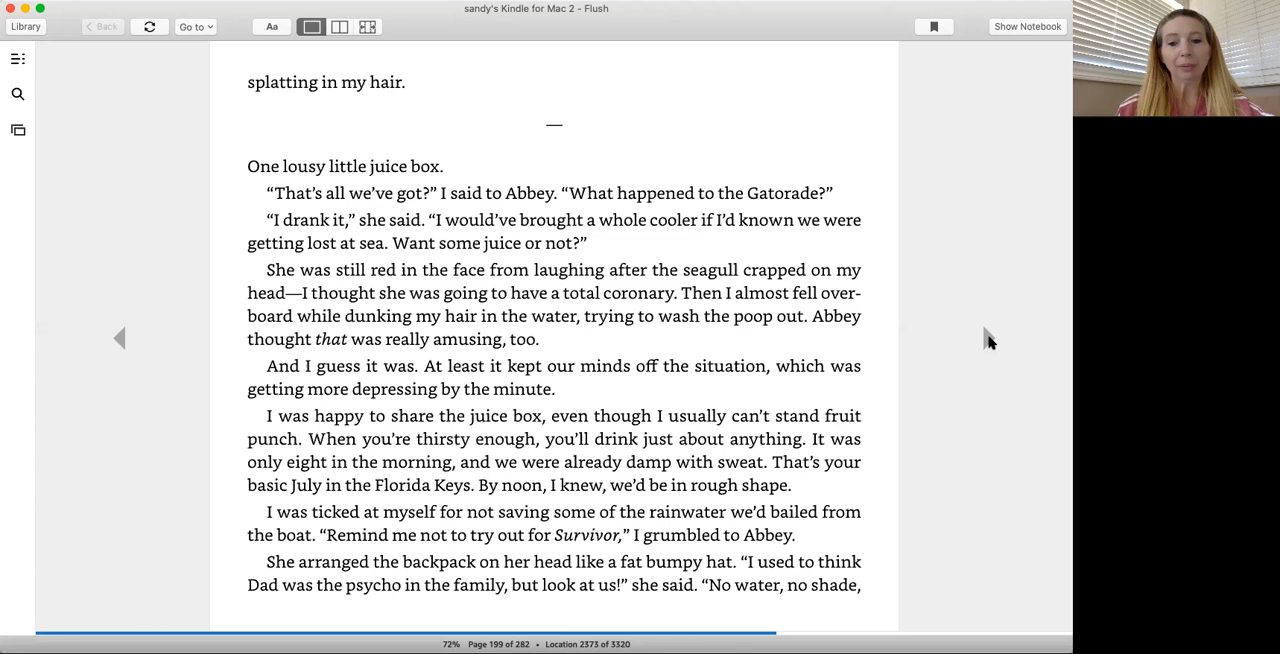 sandy's Kindle for Mac 2 - Flush
Library
Back
Go to
Aa
Show Notebook
splatting in my hair.
—
One lousy little juice box.
“That’s all we’ve got?” I said to Abbey. “What happened to the Gatorade?”
“I drank it,” she said. “I would’ve brought a whole cooler if I’d known we were
getting lost at sea. Want some juice or not?”
She was still red in the face from laughing after the seagull crapped on my
head—I thought she was going to have a total coronary. Then I almost fell over-
board while dunking my hair in the water, trying to wash the poop out. Abbey
thought that was really amusing, too.
And I guess it was. At least it kept our minds off the situation, which was
getting more depressing by the minute.
I was happy to share the juice box, even though I usually can’t stand fruit
punch. When you’re thirsty enough, you’ll drink just about anything. It was
only eight in the morning, and we were already damp with sweat. That’s your
basic July in the Florida Keys. By noon, I knew, we’d be in rough shape.
I was ticked at myself for not saving some of the rainwater we’d bailed from
the boat. “Remind me not to try out for Survivor,” I grumbled to Abbey.
She arranged the backpack on her head like a fat bumpy hat. “I used to think
Dad was the psycho in the family, but look at us!” she said. “No water, no shade,
72% Page 199 of 282 • Location 2373 of 3320